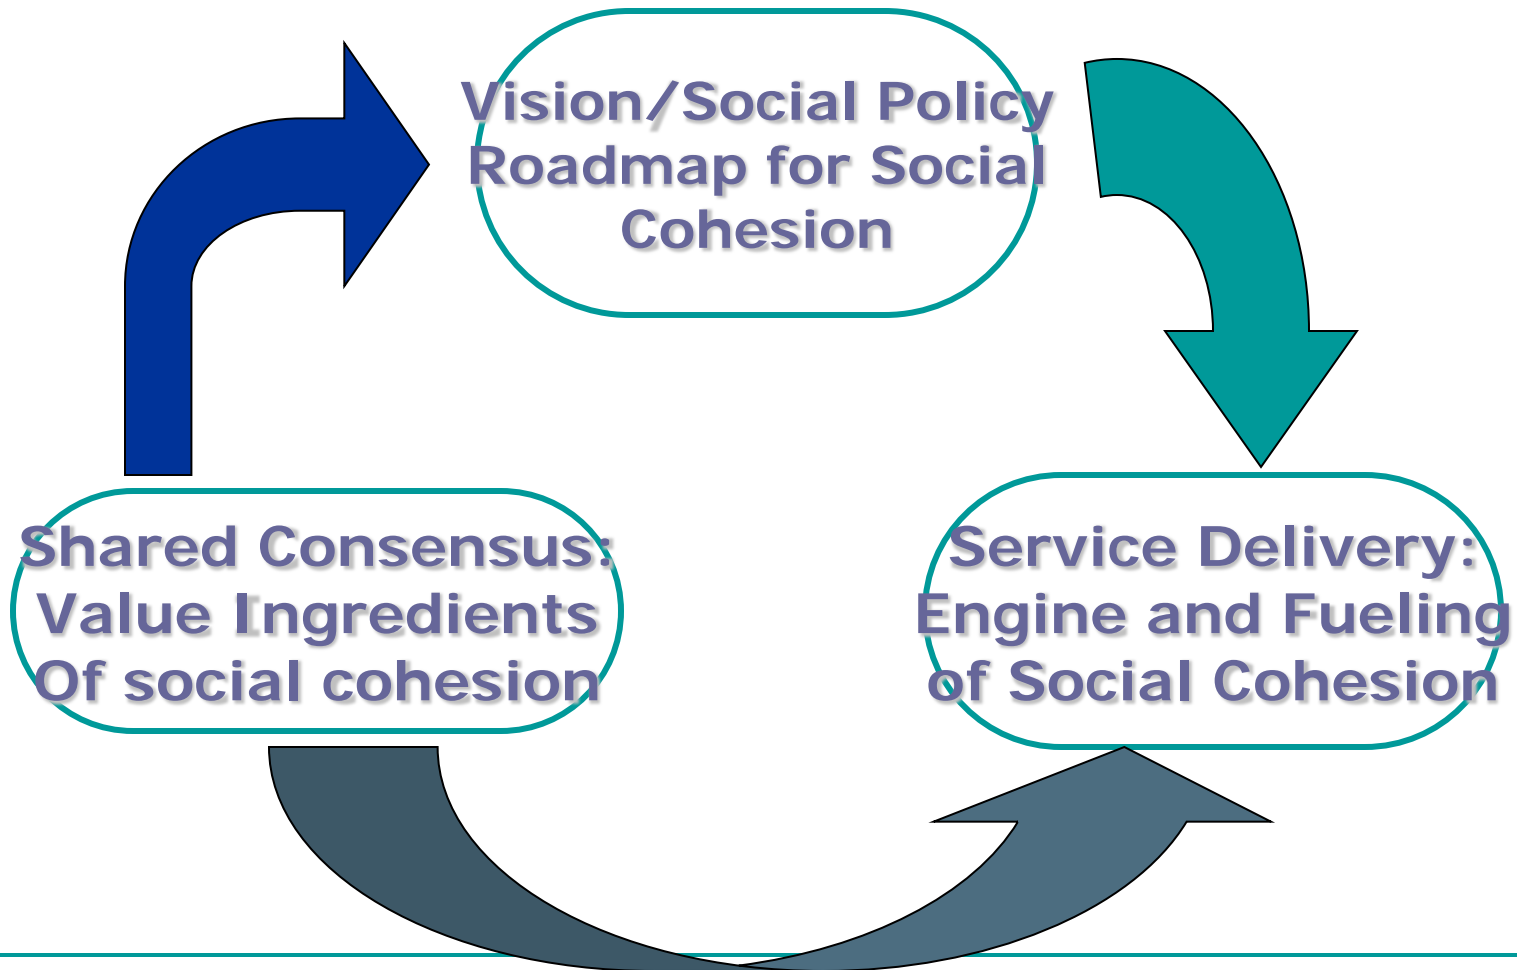 Vision/Social Policy
Roadmap for Social
Cohesion
Shared Consensus:
Value Ingredients
Of social cohesion
Service Delivery:
Engine and Fueling
of Social Cohesion